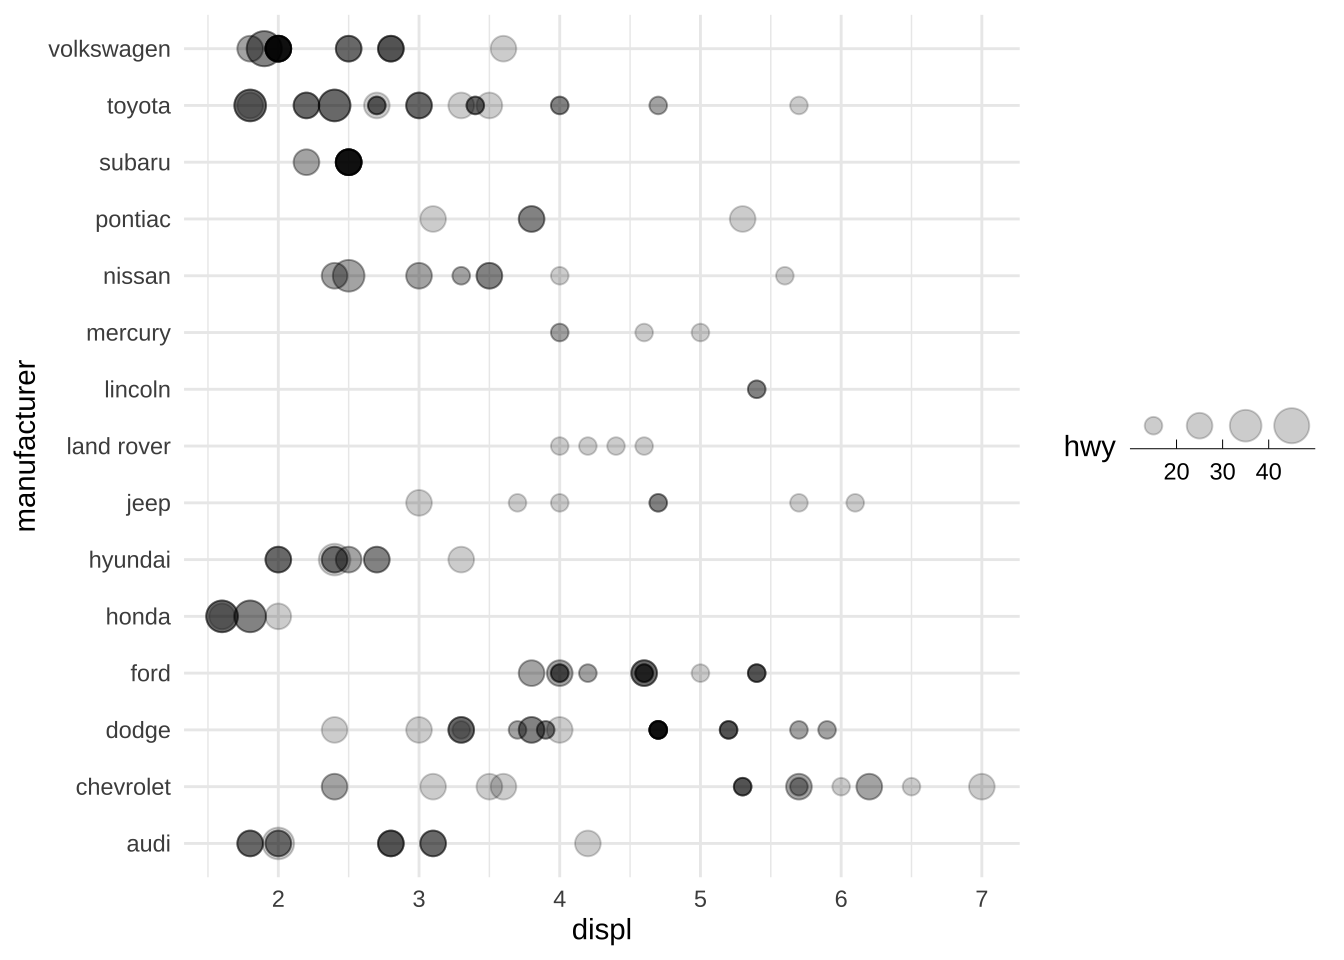 manufacturer
volkswagen
toyota
subaru
pontiac
nissan
mercury
lincoln
land rover
jeep
hyundai
honda
ford
dodge
chevrolet
audi
2 3 4 5 6 7
displ
hwy
20 30 40